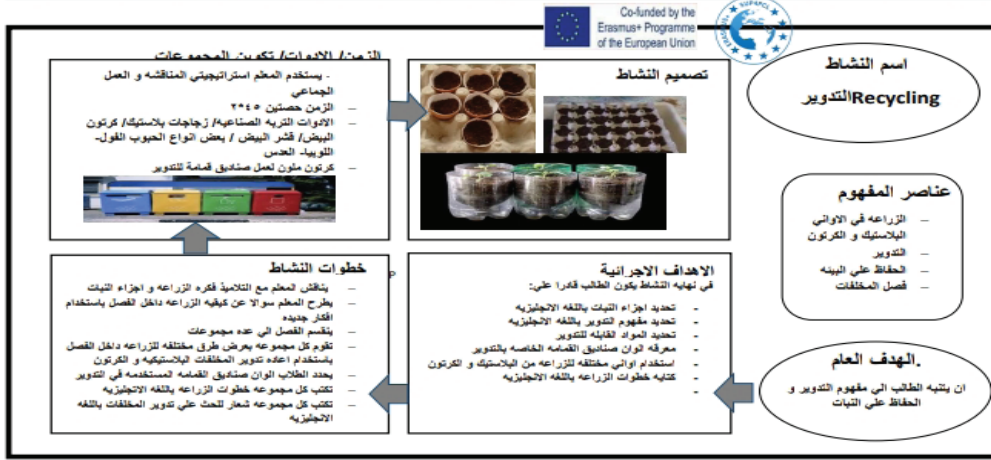 Co-funded by the
Erasmus+ Programme
of the European Union
اسم النشاط
Recyclingالتدوير
عناصر المفهوم
– الزراعه في الاواني
البلاستيك و الكرتون
– التدوير
– الحفاظ علي البيئه
– فصل المخلفات
.الهدف العام
ان ينتبه الطالب الي مفهوم التدوير و
الحفاظ علي النبات
تصميم النشاط
الاهداف الاجرائية
في نهايه النشاط يكون الطالب قادرا علي:
- تحديد اجزاء النبات باللغه الانجليزيه
- تحديد مفهوم التدوير باللغه الانجليزيه
- تحديد المواد القابله للتدوير
- معرفه الوان صناديق القمامه الخاصه بالتدوير
- استخدام اواني مختلفه للزراعه من البلاستيك و الكرتون
- كتابه خطوات الزراعه باللغه الانجليزيه
-
-
الزمن/ الادوات/ تكوين المجموعات
- يستخدم المعلم استراتيجيتي المناقشه و العمل
الجماعي
– الزمن حصتين ٤٥*٢
– الادوات التربه الصناعيه/ زجاجات بلاستيك/ كرتون
البيض/ قشر البيض / بعض انواع الحبوب الفول-
اللوبيا- العدس
– كرتون ملون لعمل صناديق قمامة للتدوير
خطوات النشاط
– يناقش المعلم مع التلاميذ فكره الزراعه و اجزاء النبات
– يطرح المعلم سوالا عن كيفيه الزراعه داخل الفصل باستخدام
افكار جديده
– ينقسم الفصل الي عده مجموعات
– تقوم كل مجموعه بعرض طرق مختلفه للزراعه داخل الفصل
باستخدام اعاده تدوير المخلفات البلاستيكيه و الكرتون
– يحدد الطلاب الوان صناديق القمامه المستخدمه في التدوير
– تكتب كل مجموعه خطوات الزراعه باللغه الانجليزيه
– تكتب كل مجموعه شعار للحث علي تدوير المخلفات باللغه
الانجليزيه